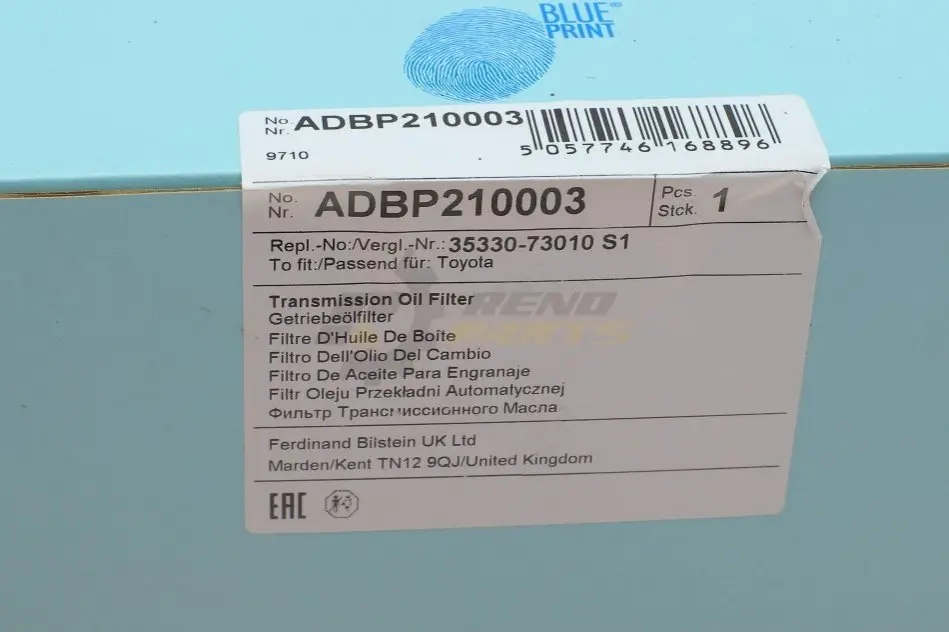 BLUE
PRINT
No.
Nr. ADBP210003
9710
5 057746 168896
No.
Nr. ADBP210003
Pcs.
Stck. 1
Repl.-No:/Vergl.-Nr.: 35330-73010 S1
To fit:/Passend für: Toyota
Transmission Oil Filter
Getriebeölfilter
Filtre D'Huile De Boîte
Filtro Dell'Olio Del Cambio
Filtro De Aceite Para Engranaje
Filtr Oleju Przekładni Automatycznej
Фильтр Трансмиссионного Масла
Ferdinand Bilstein UK Ltd
Marden/Kent TN12 9QJ/United Kingdom
EAC
TREND
PARTS